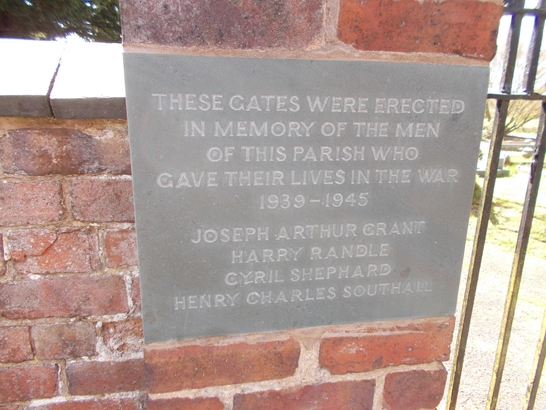 THESE GATES WERE ERECTED
IN MEMORY OF THE MEN
OF THIS PARISH WHO
GAVE THEIR LIVES IN THE WAR
1939-1945
JOSEPH ARTHUR GRANT
HARRY RANDLE
CYRIL SHEPHARD
HENRY CHARLES SOUTHALL